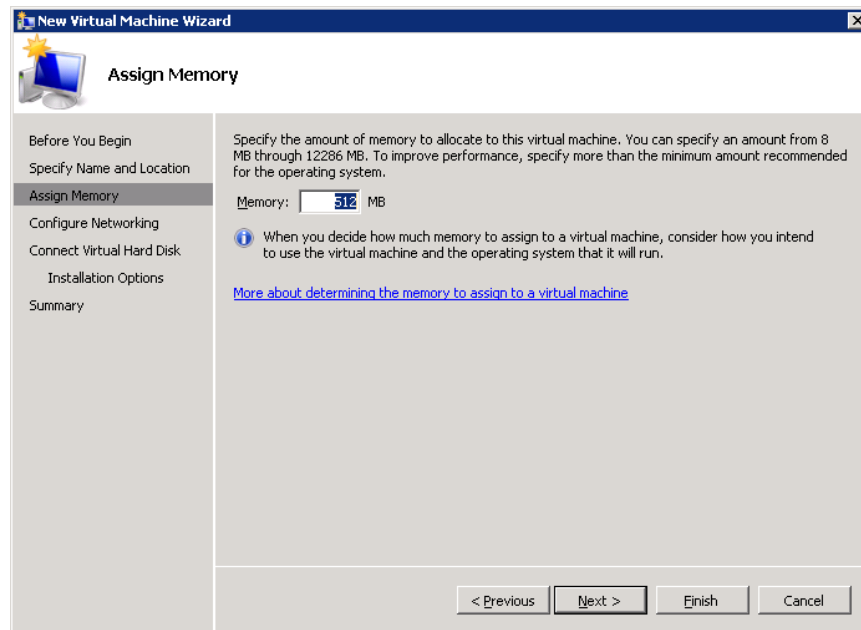 New Virtual Machine Wizard
Assign Memory
Before You Begin
Specify Name and Location
Assign Memory
Configure Networking
Connect Virtual Hard Disk
Installation Options
Summary
Specify the amount of memory to allocate to this virtual machine. You can specify an amount from 8
MB through 12286 MB. To improve performance, specify more than the minimum amount recommended
for the operating system.
Memory: 512 MB
When you decide how much memory to assign to a virtual machine, consider how you intend
to use the virtual machine and the operating system that it will run.
More about determining the memory to assign to a virtual machine
< Previous Next > Finish Cancel